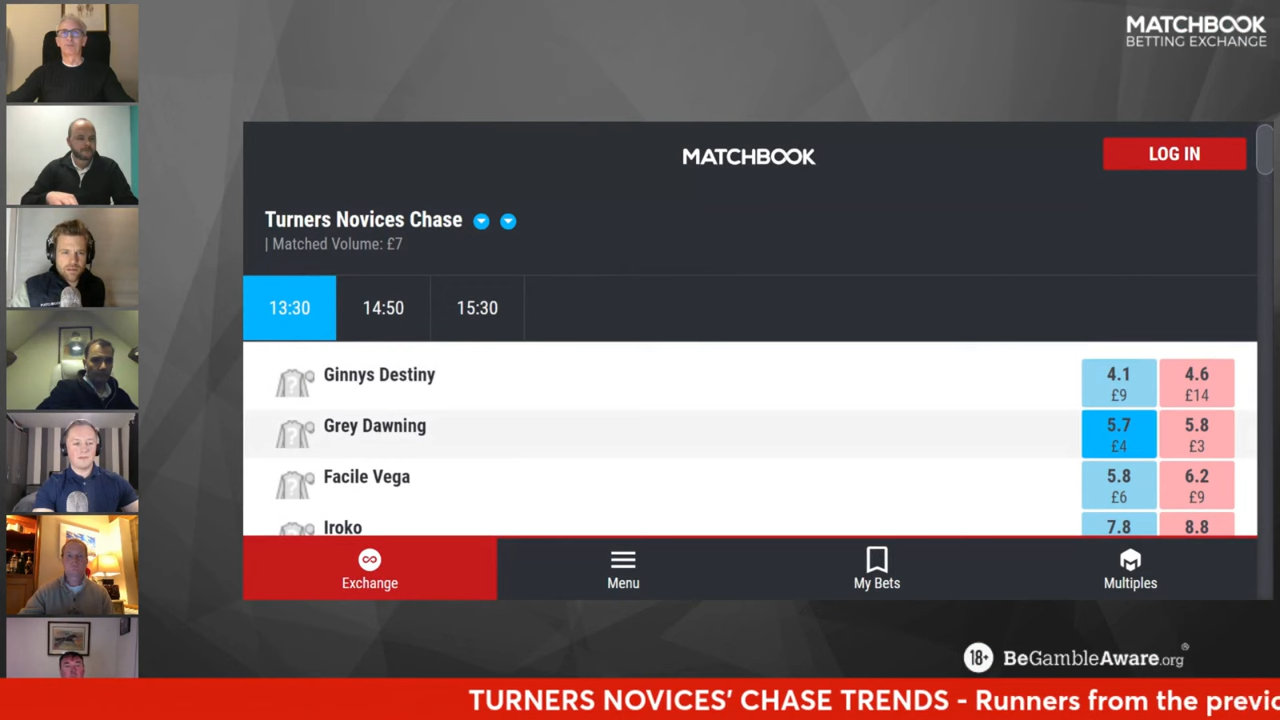 MATCHBOOK
BETTING EXCHANGE
MATCHBOOK
LOG IN
Turners Novices Chase
| Matched Volume: £7
13:30 14:50 15:30
Ginnys Destiny 4.1 4.6
£9 £14
Grey Dawning 5.7 5.8
£4 £3
Facile Vega 5.8 6.2
£6 £9
Iroko 7.8 8.8
Exchange Menu My Bets Multiples
18+ BeGambleAware.org®
TURNERS NOVICES' CHASE TRENDS - Runners from the previo